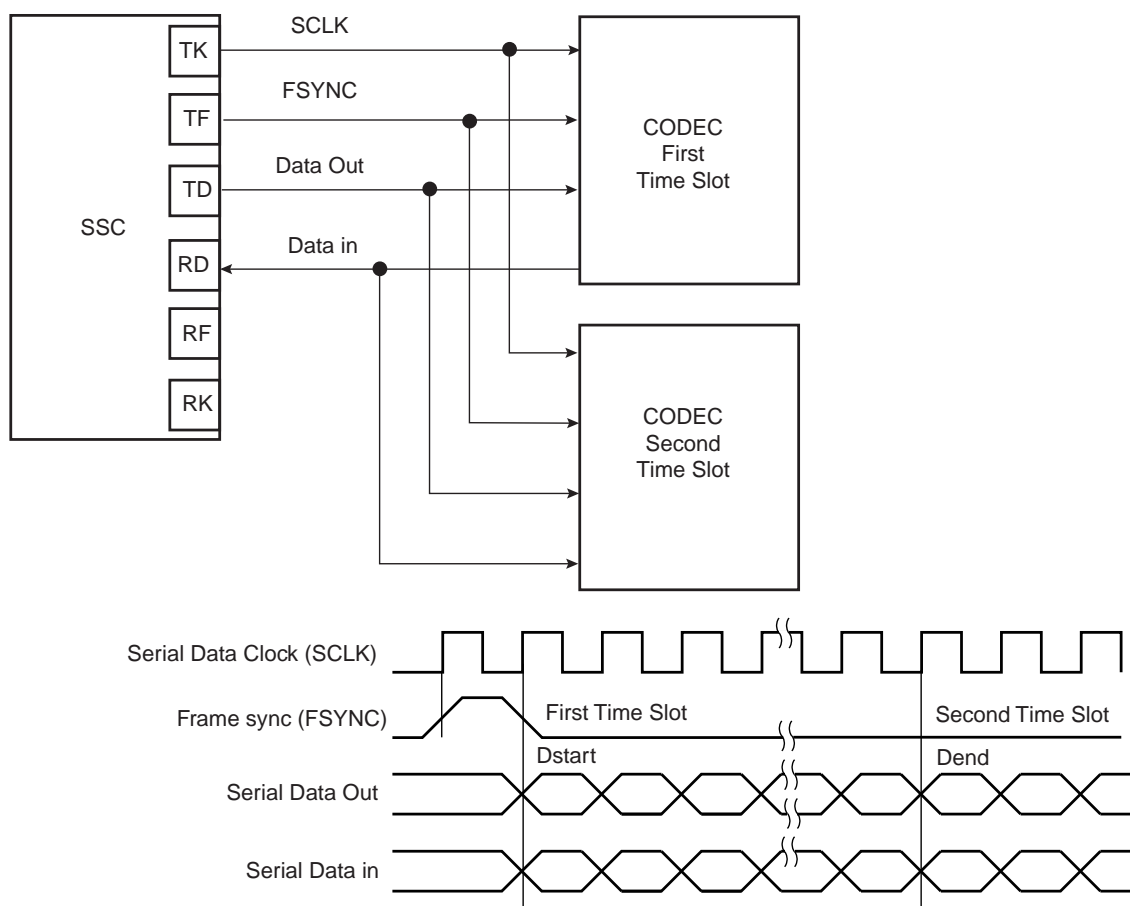 SSC
TK
TF
TD
RD
RF
RK
SCLK
FSYNC
Data Out
Data in
CODEC
First
Time Slot
CODEC
Second
Time Slot
Serial Data Clock (SCLK)
Frame sync (FSYNC)
First Time Slot
Second Time Slot
Dstart
Dend
Serial Data Out
Serial Data in